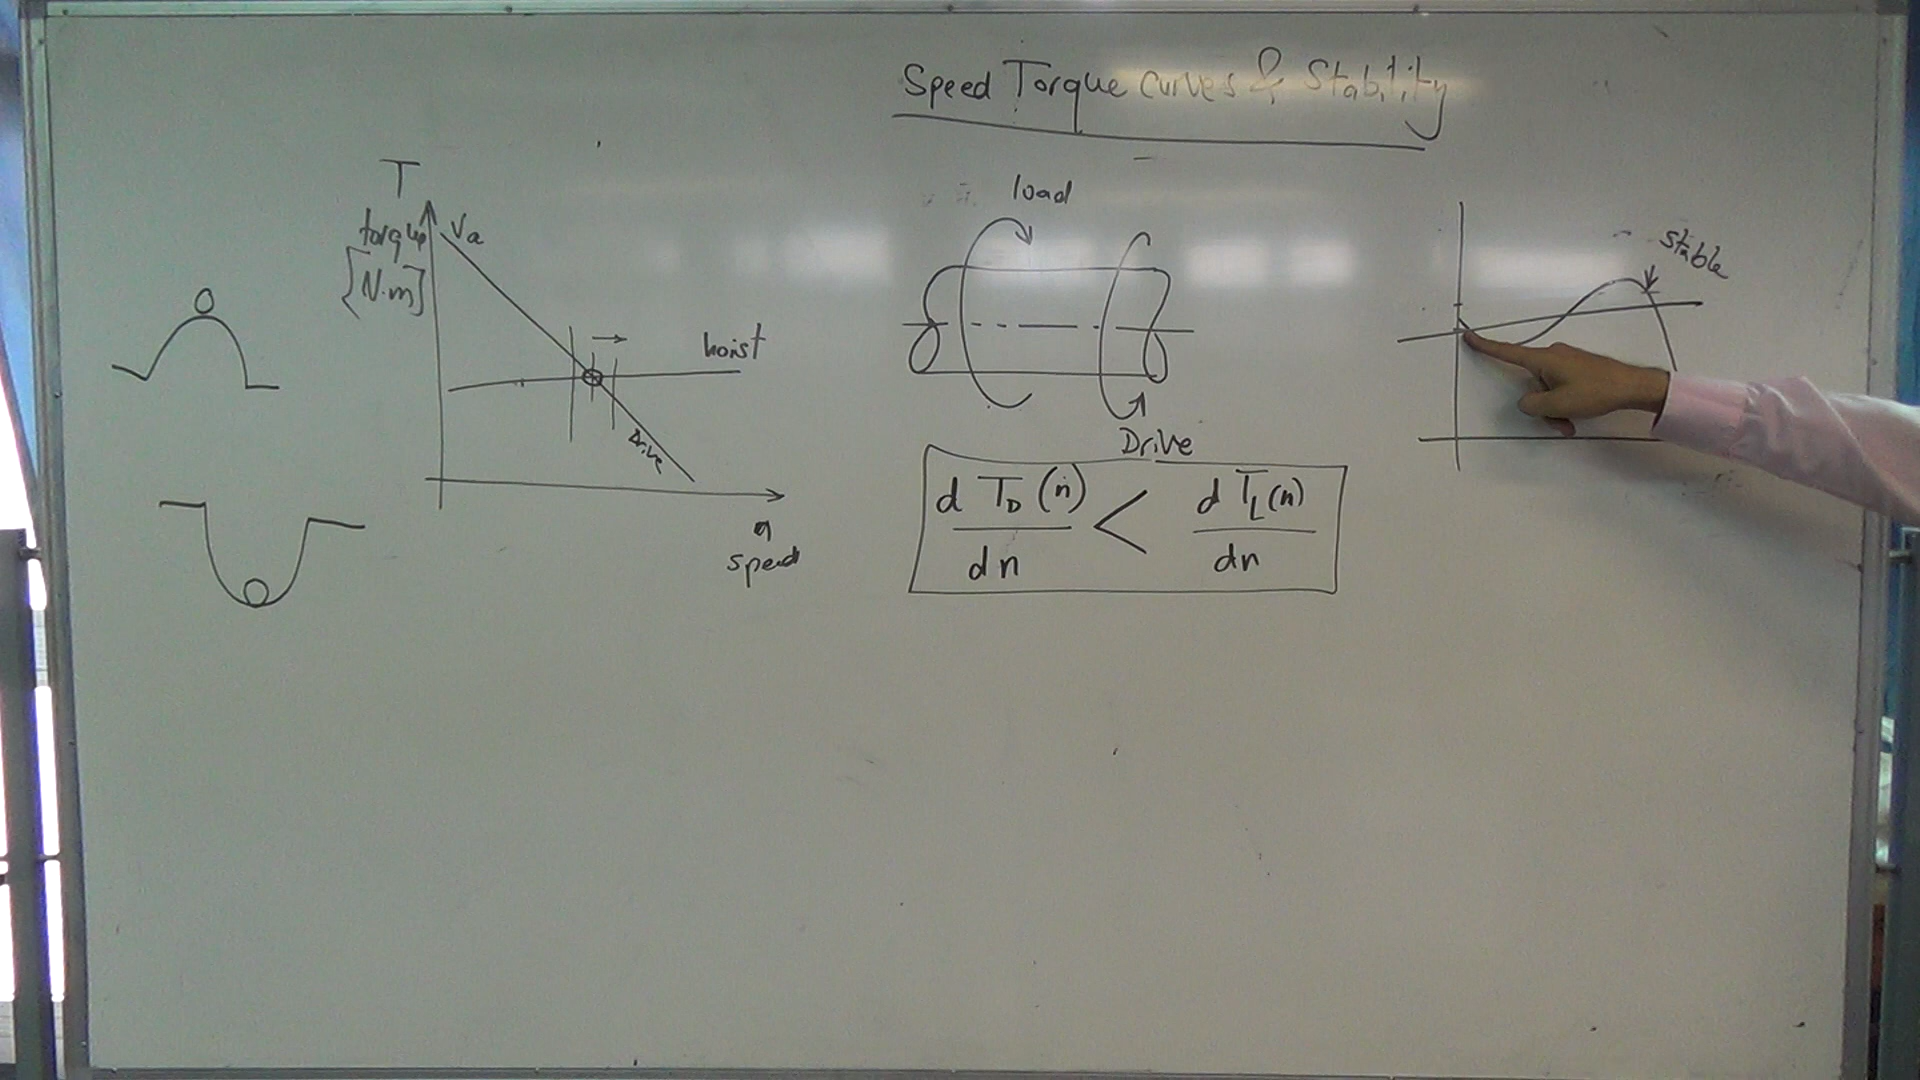 Speed Torque curves & Stability
T
torque
[N.m]
Va
hoist
Drive
n
speed
load
Drive
d T_D (n) / dn < d T_L (n) / dn
stable